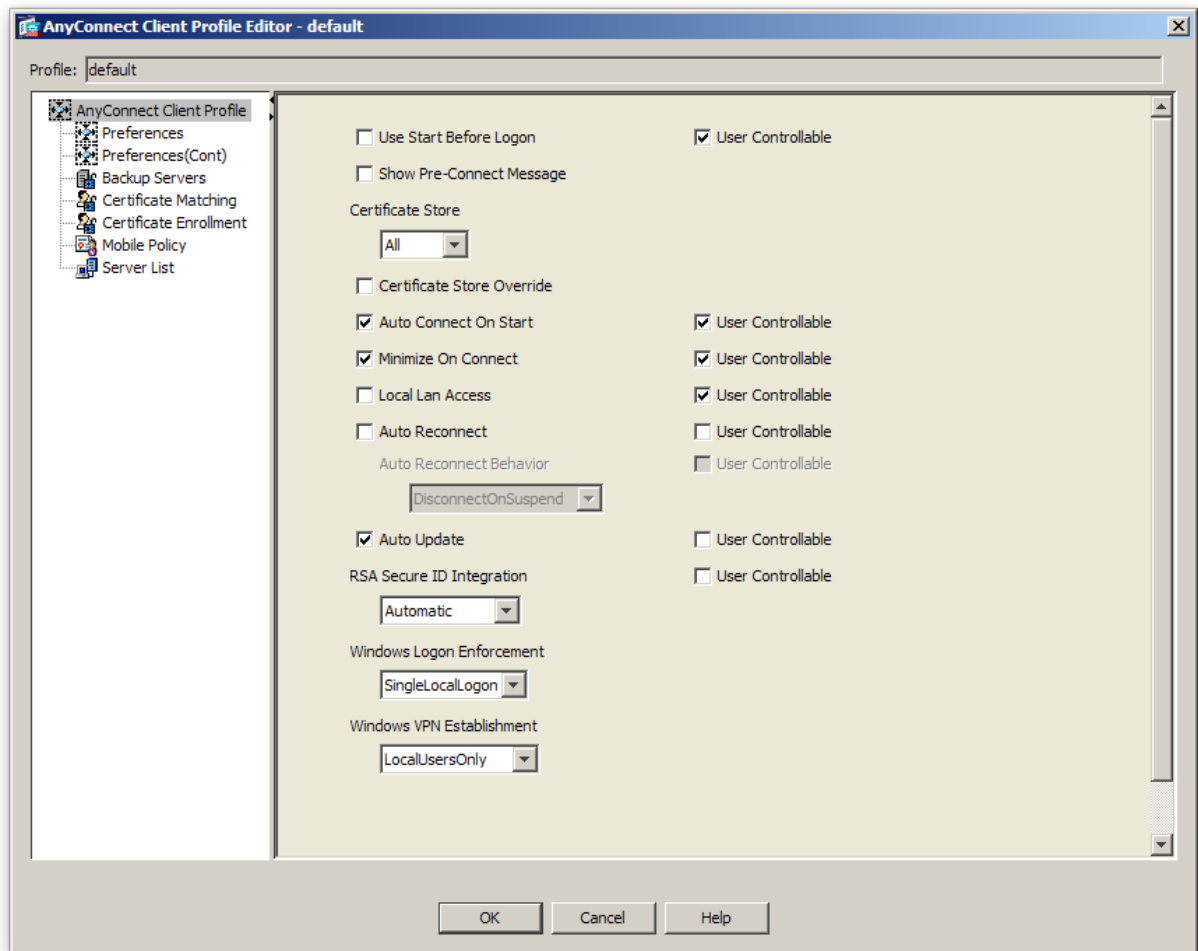 AnyConnect Client Profile Editor - default
Profile: default
AnyConnect Client Profile
Preferences
Preferences(Cont)
Backup Servers
Certificate Matching
Certificate Enrollment
Mobile Policy
Server List
Use Start Before Logon User Controllable
Show Pre-Connect Message
Certificate Store
All
Certificate Store Override
Auto Connect On Start User Controllable
Minimize On Connect User Controllable
Local Lan Access User Controllable
Auto Reconnect User Controllable
Auto Reconnect Behavior User Controllable
DisconnectOnSuspend
Auto Update User Controllable
RSA Secure ID Integration User Controllable
Automatic
Windows Logon Enforcement
SingleLocalLogon
Windows VPN Establishment
LocalUsersOnly
OK Cancel Help